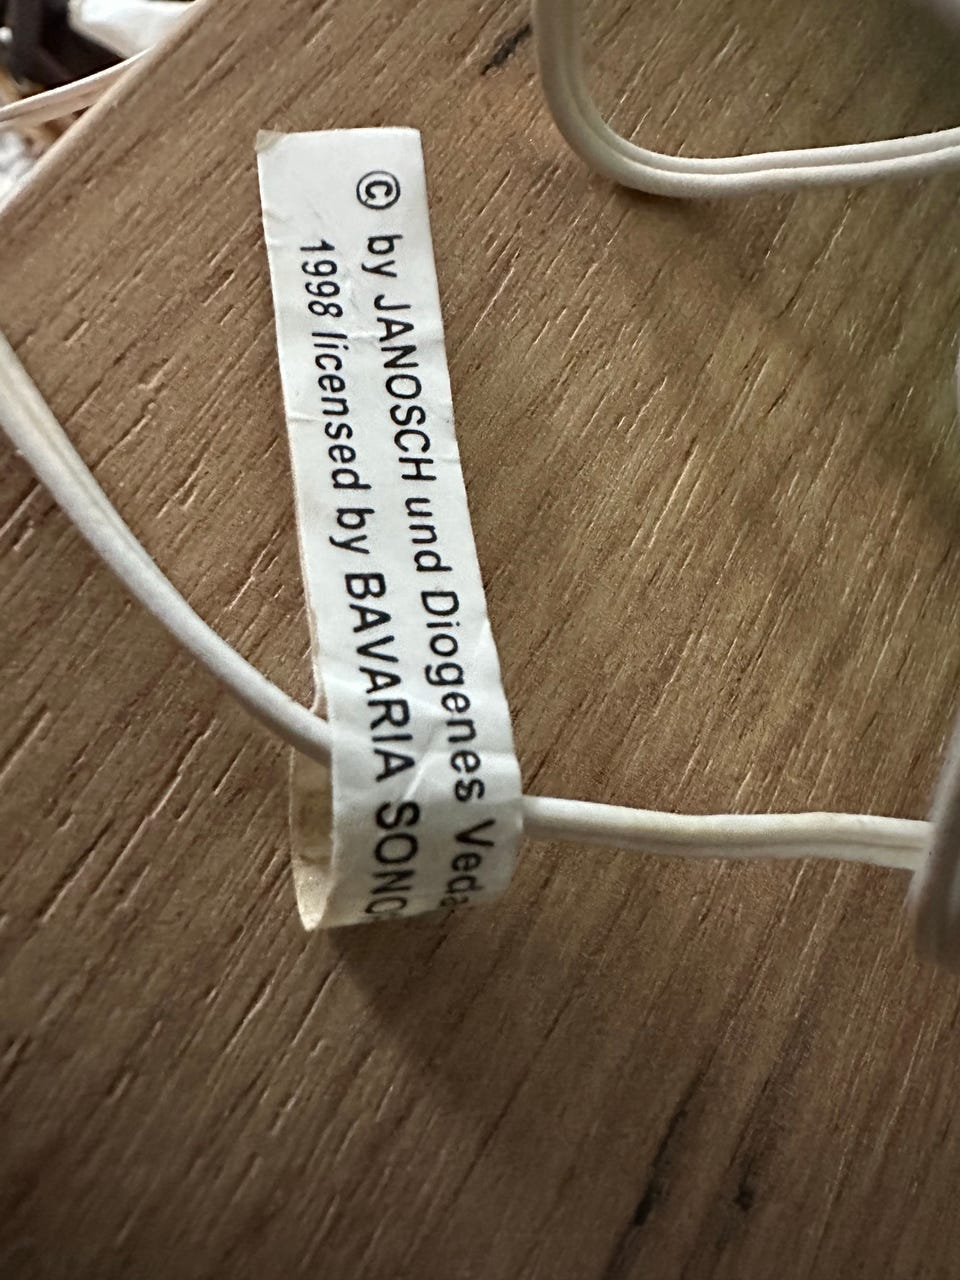 © by JANOSCH und Diogenes
1998 licensed by BAVARIA